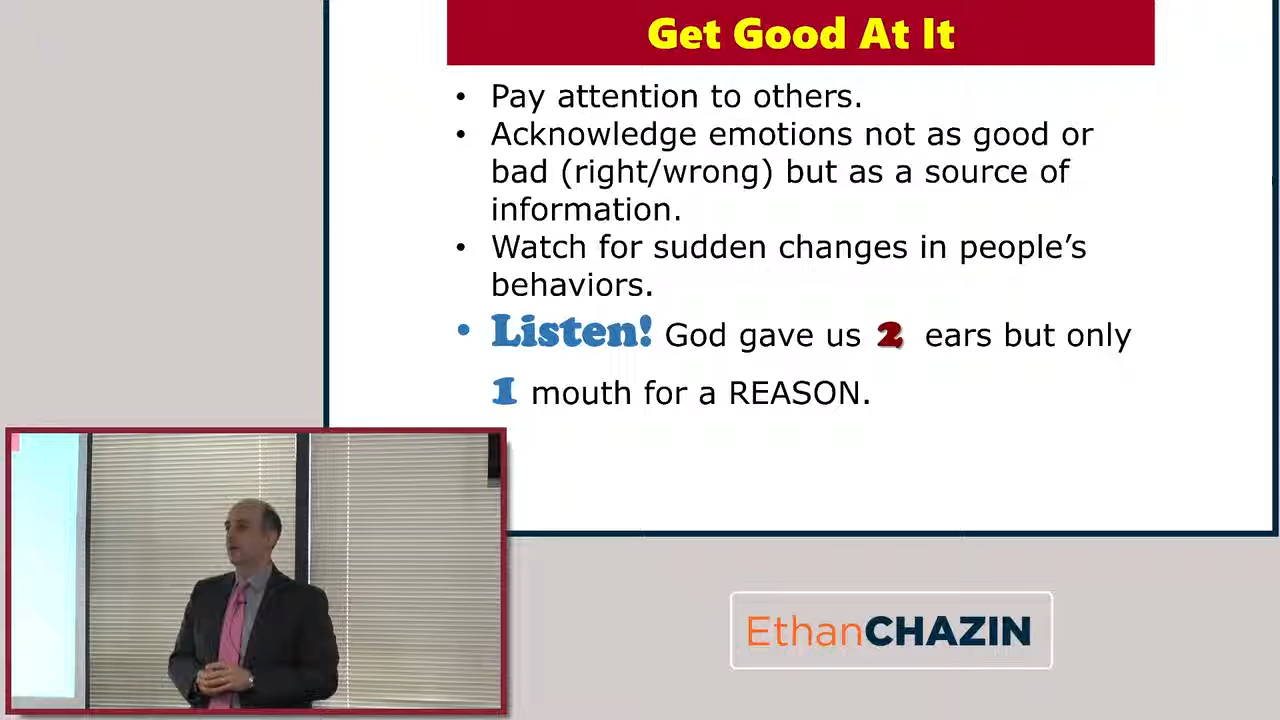 Get Good At It
• Pay attention to others.
• Acknowledge emotions not as good or
bad (right/wrong) but as a source of
information.
• Watch for sudden changes in people’s
behaviors.
• Listen! God gave us 2 ears but only
1 mouth for a REASON.
EthanCHAZIN